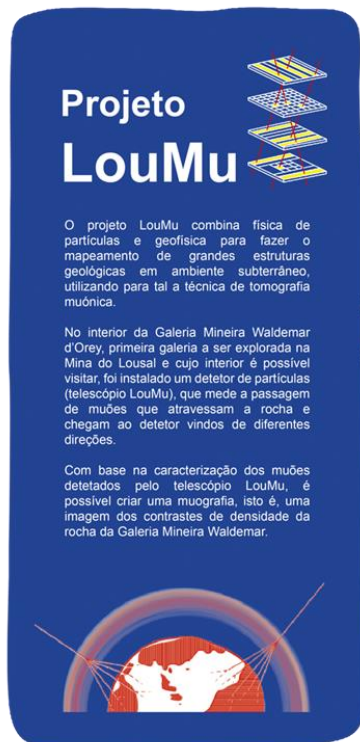 Projeto
LouMu
O projeto LouMu combina física de
partículas e geofísica para fazer o
mapeamento de grandes estruturas
geológicas em ambiente subterrâneo,
utilizando para tal a técnica de tomografia
muónica.
No interior da Galeria Mineira Waldemar
d'Orey, primeira galeria a ser explorada na
Mina do Lousal e cujo interior é possível
visitar, foi instalado um detetor de partículas
(telescópio LouMu), que mede a passagem
de muões que atravessam a rocha e
chegam ao detetor vindos de diferentes
direções.
Com base na caracterização dos muões
detetados pelo telescópio LouMu, é
possível criar uma muografia, isto é, uma
imagem dos contrastes de densidade da
rocha da Galeria Mineira Waldemar.